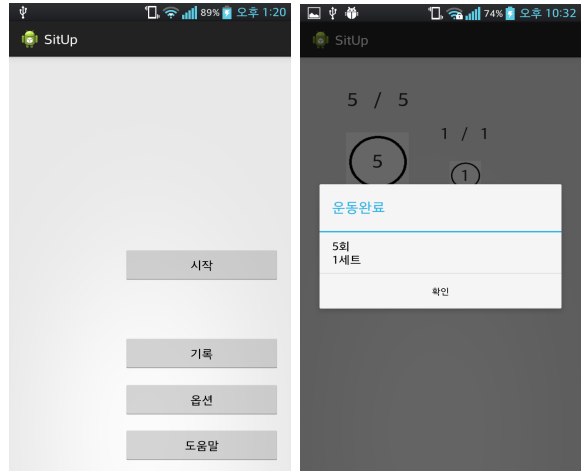 89% 오후 1:20
SitUp
시작
기록
옵션
도움말
74% 오후 10:32
SitUp
5 / 5
1 / 1
5
1
운동완료
5회
1세트
확인